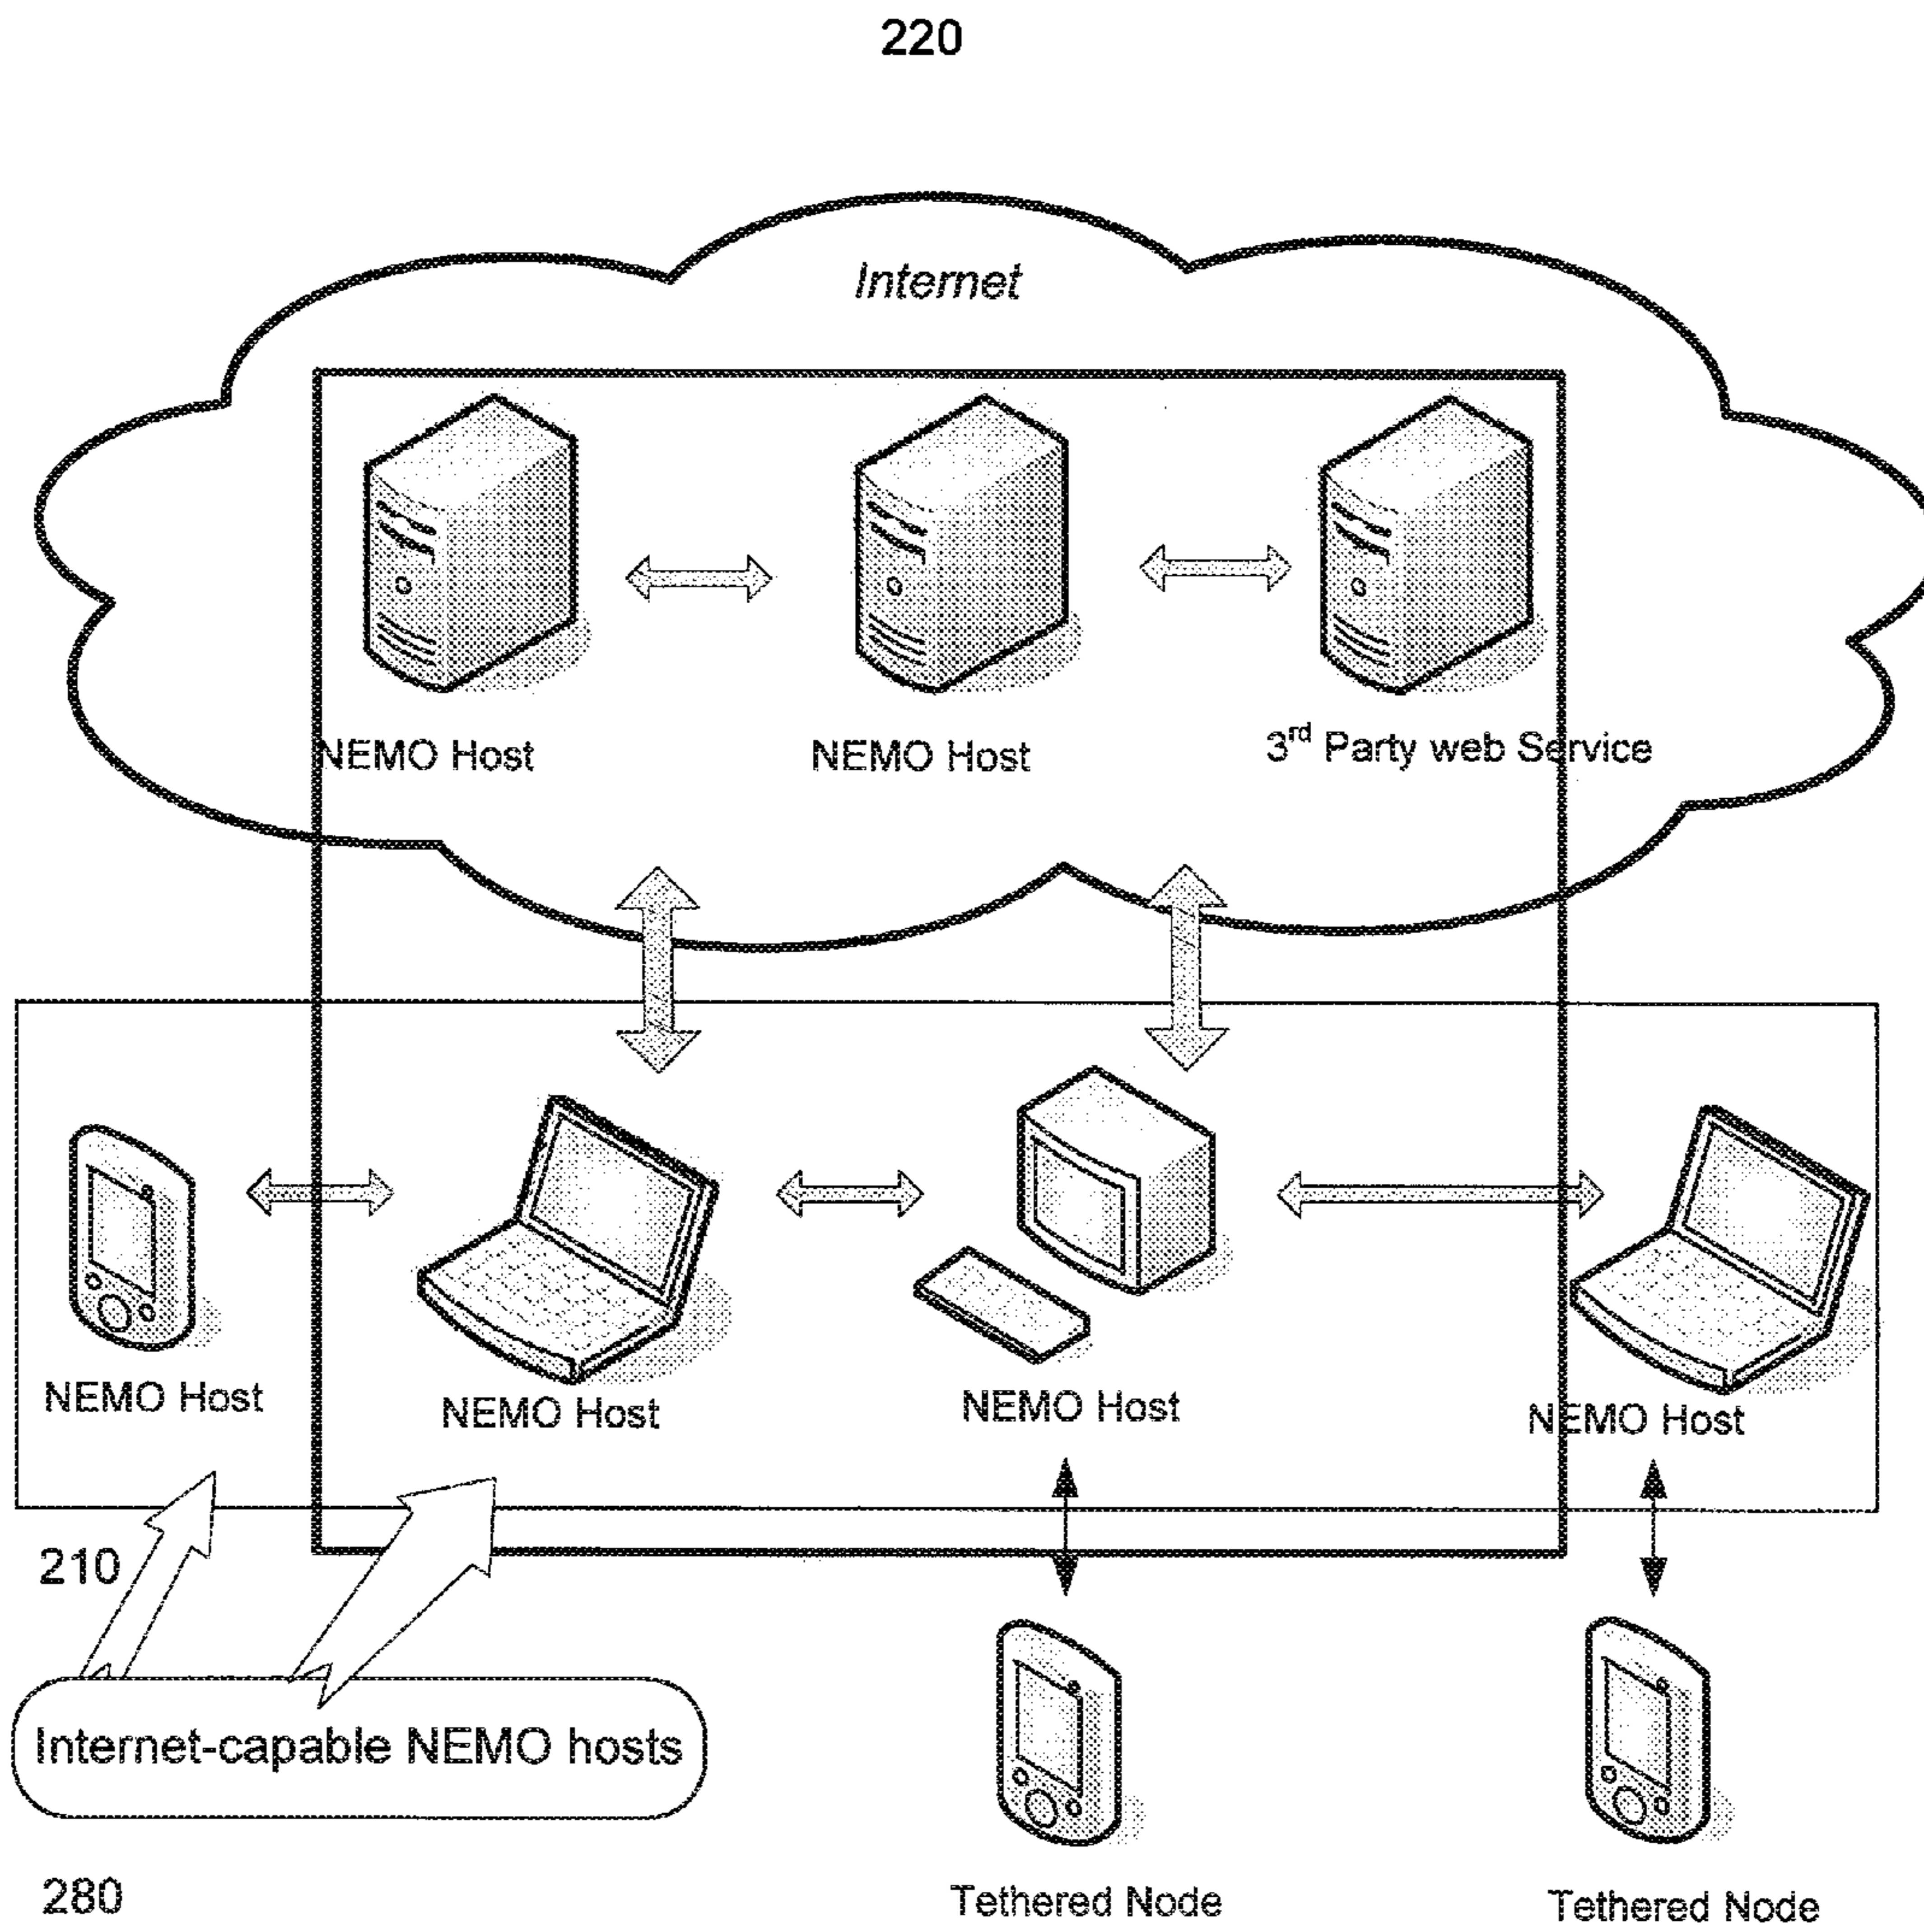 220
Internet
NEMO Host
NEMO Host
3rd Party web Service
NEMO Host
NEMO Host
NEMO Host
NEMO Host
210
Internet-capable NEMO hosts
280
Tethered Node
Tethered Node